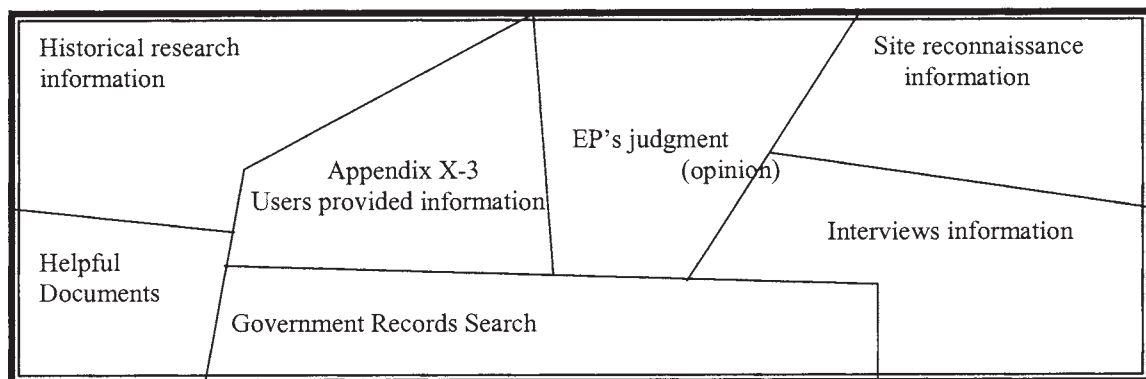 Historical research
information
Appendix X-3
Users provided information
EP's judgment
(opinion)
Site reconnaissance
information
Helpful
Documents
Interviews information
Government Records Search